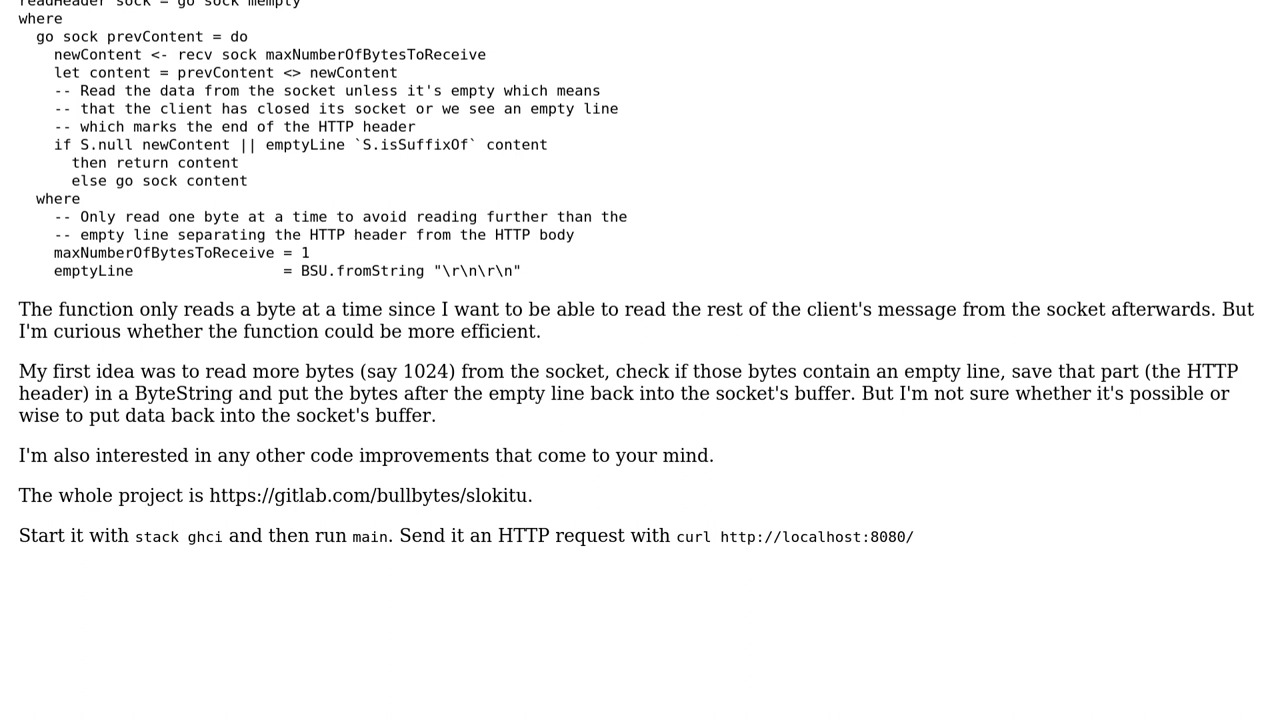 readHeader sock = go sock mempty
where
  go sock prevContent = do
    newContent <- recv sock maxNumberOfBytesToReceive
    let content = prevContent <> newContent
    -- Read the data from the socket unless it's empty which means
    -- that the client has closed its socket or we see an empty line
    -- which marks the end of the HTTP header
    if S.null newContent || emptyLine `S.isSuffixOf` content
      then return content
      else go sock content
  where
    -- Only read one byte at a time to avoid reading further than the
    -- empty line separating the HTTP header from the HTTP body
    maxNumberOfBytesToReceive = 1
    emptyLine                 = BSU.fromString "\r\n\r\n"
The function only reads a byte at a time since I want to be able to read the rest of the client's message from the socket afterwards. But
I'm curious whether the function could be more efficient.
My first idea was to read more bytes (say 1024) from the socket, check if those bytes contain an empty line, save that part (the HTTP
header) in a ByteString and put the bytes after the empty line back into the socket's buffer. But I'm not sure whether it's possible or
wise to put data back into the socket's buffer.
I'm also interested in any other code improvements that come to your mind.
The whole project is https://gitlab.com/bullbytes/slokitu.
Start it with stack ghci and then run main. Send it an HTTP request with curl http://localhost:8080/